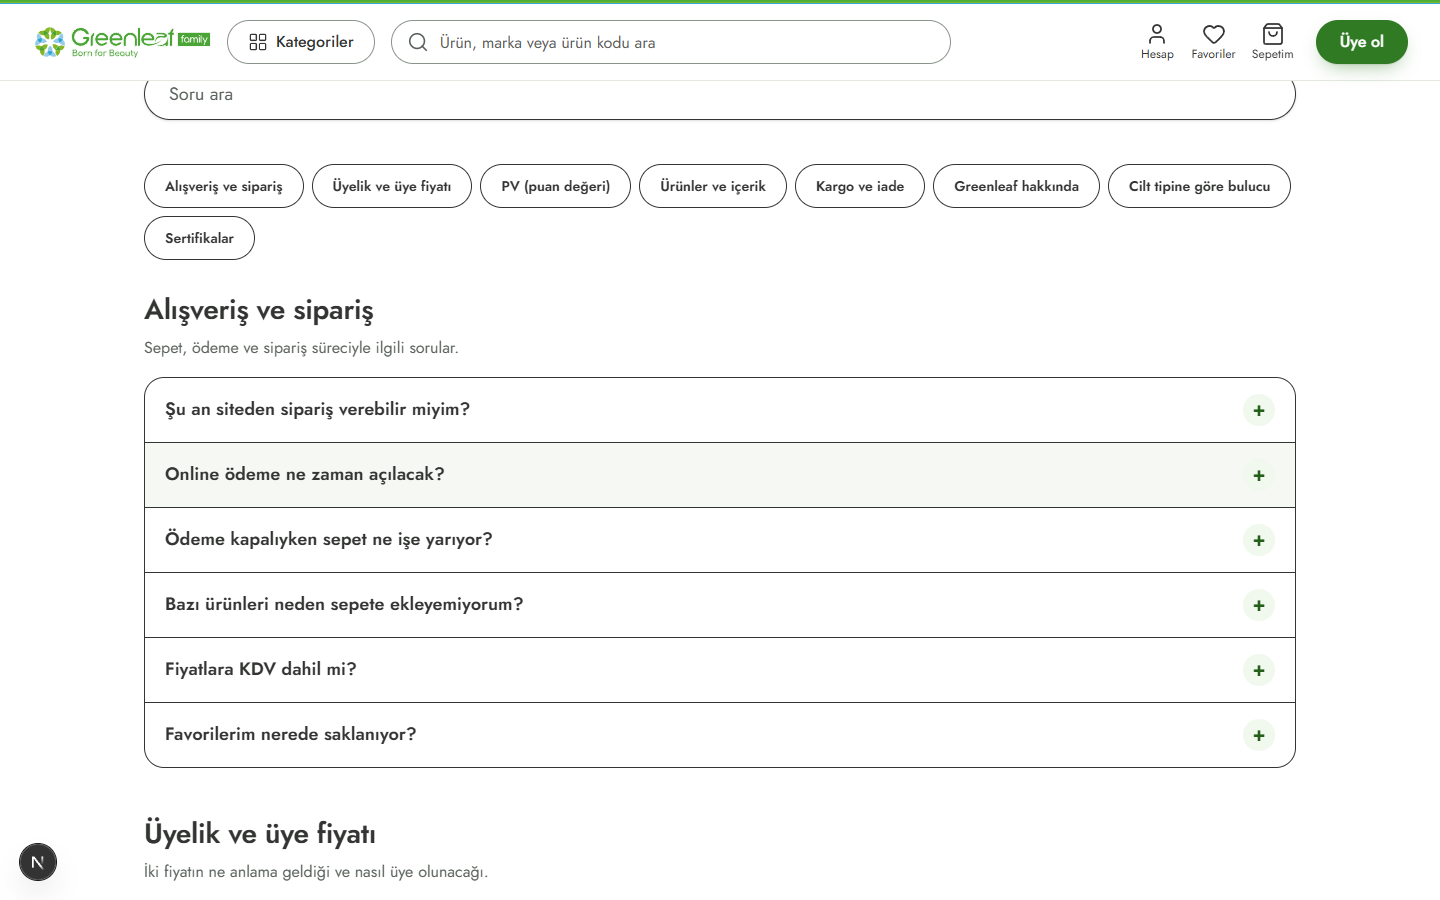 Greenleaf family
Born for Beauty
Kategoriler
Ürün, marka veya ürün kodu ara
Hesap
Favoriler
Sepetim
Üye ol
Soru ara
Alışveriş ve sipariş
Üyelik ve üye fiyatı
PV (puan değeri)
Ürünler ve içerik
Kargo ve iade
Greenleaf hakkında
Cilt tipine göre bulucu
Sertifikalar
Alışveriş ve sipariş
Sepet, ödeme ve sipariş süreciyle ilgili sorular.
Şu an siteden sipariş verebilir miyim?
+
Online ödeme ne zaman açılacak?
+
Ödeme kapalıyken sepet ne işe yarıyor?
+
Bazı ürünleri neden sepete ekleyemiyorum?
+
Fiyatlara KDV dahil mi?
+
Favorilerim nerede saklanıyor?
+
Üyelik ve üye fiyatı
İki fiyatın ne anlama geldiği ve nasıl üye olunacağı.
N